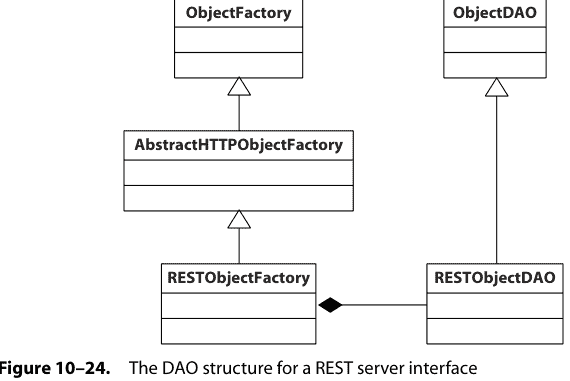 ObjectFactory
ObjectDAO
AbstractHTTPObjectFactory
RESTObjectFactory
RESTObjectDAO
Figure 10–24. The DAO structure for a REST server interface